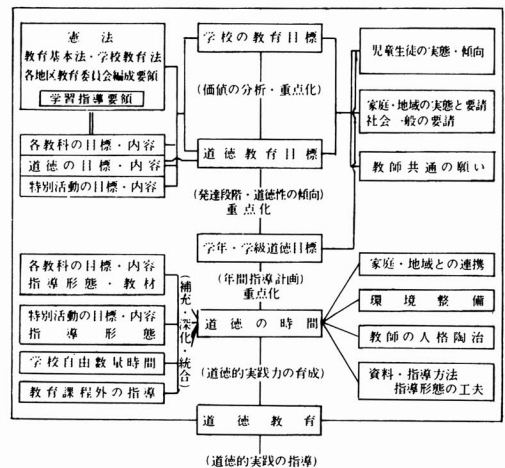 憲法
教育基本法・学校教育法
各地区教育委員会編成要領
学習指導要領
各教科の目標・内容
道徳の目標・内容
特別活動の目標・内容
学校の教育目標
(価値の分析・重点化)
道徳教育目標
(発達段階・道徳性の傾向)
重点化
学年・学級道徳目標
(年間指導計画)
重点化
道徳の時間
(道徳的実践力の育成)
道徳教育
(道徳的実践の指導)
児童生徒の実態・傾向
家庭・地域の実態と要請
社会一般の要請
教師共通の願い
各教科の目標・内容
指導形態・教材
特別活動の目標・内容
指導形態
学校自由数量時間
教育課程外の指導
(補充・深化・統合)
家庭・地域との連携
環境整備
教師の人格陶冶
資料・指導方法
指導形態の工夫